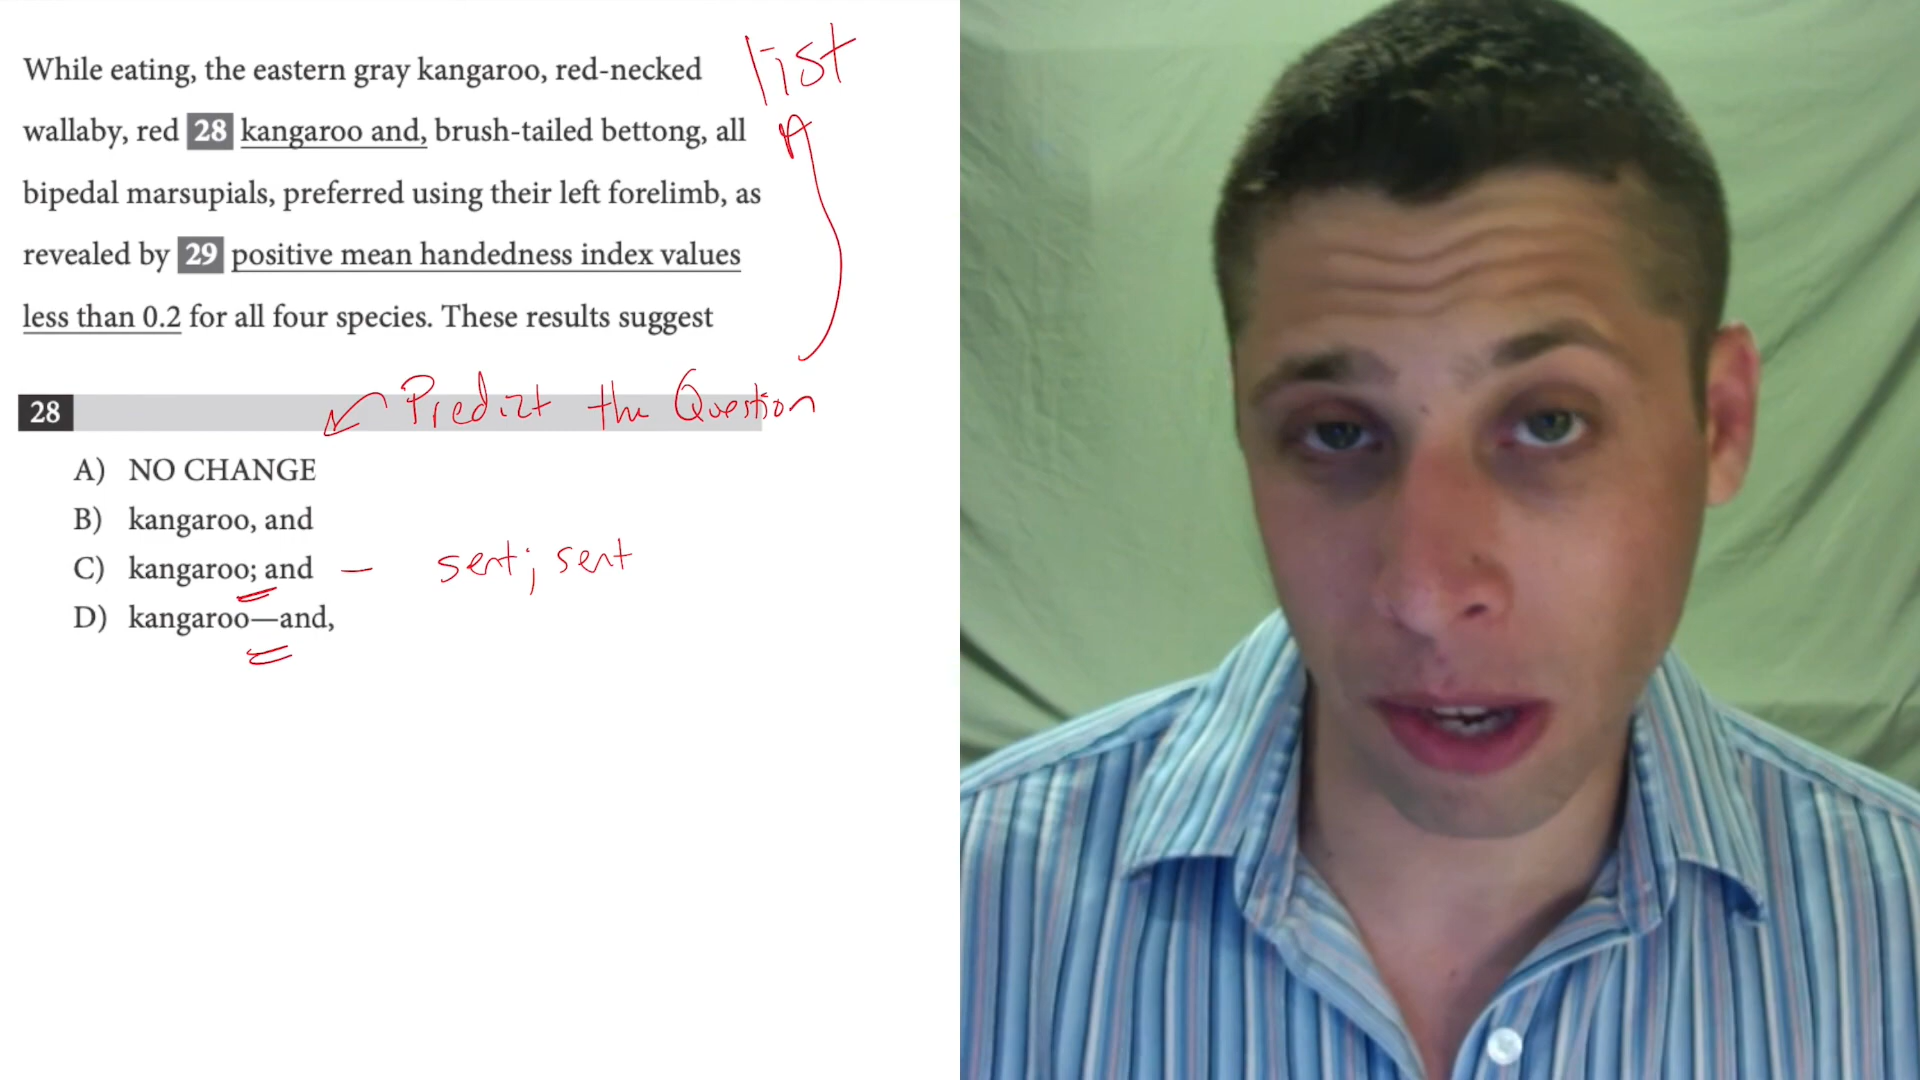 While eating, the eastern gray kangaroo, red-necked
wallaby, red 28 kangaroo and, brush-tailed bettong, all
bipedal marsupials, preferred using their left forelimb, as
revealed by 29 positive mean handedness index values
less than 0.2 for all four species. These results suggest
list
28
Predict the Question
A) NO CHANGE
B) kangaroo, and
C) kangaroo; and – sent; sent
D) kangaroo—and,